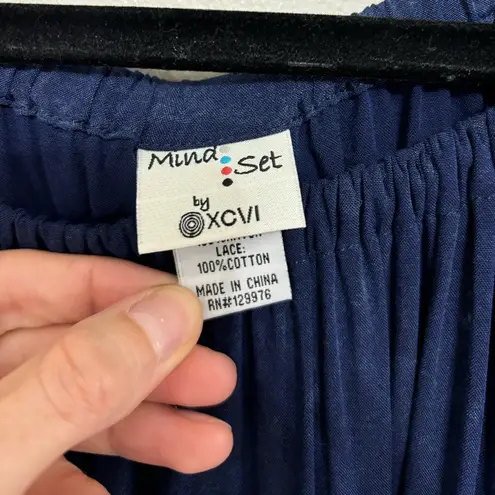 Mind Set
by
XCVI
LACE:
100%COTTON
MADE IN CHINA
RN#129976